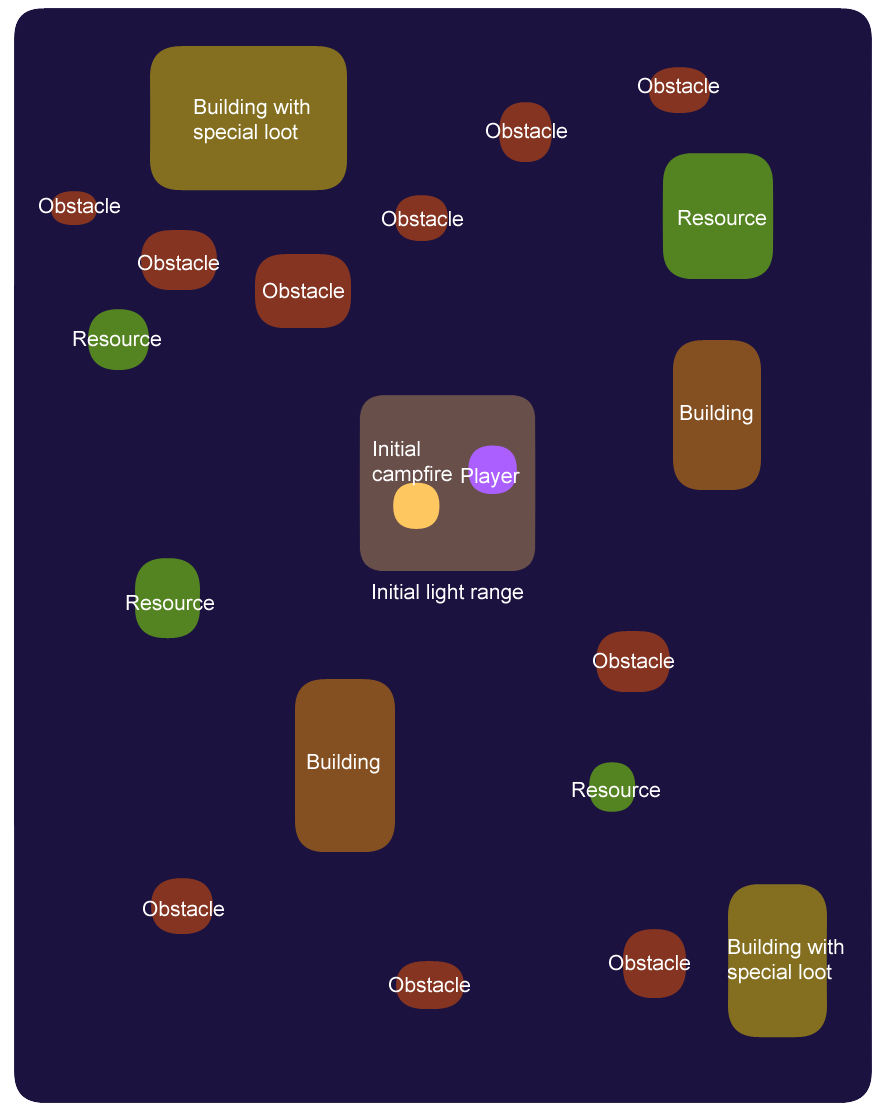 Obstacle
Building with
special loot
Obstacle
Obstacle
Obstacle
Resource
Obstacle
Obstacle
Resource
Building
Initial
campfire
Player
Initial light range
Resource
Obstacle
Building
Resource
Obstacle
Building with
special loot
Obstacle
Obstacle